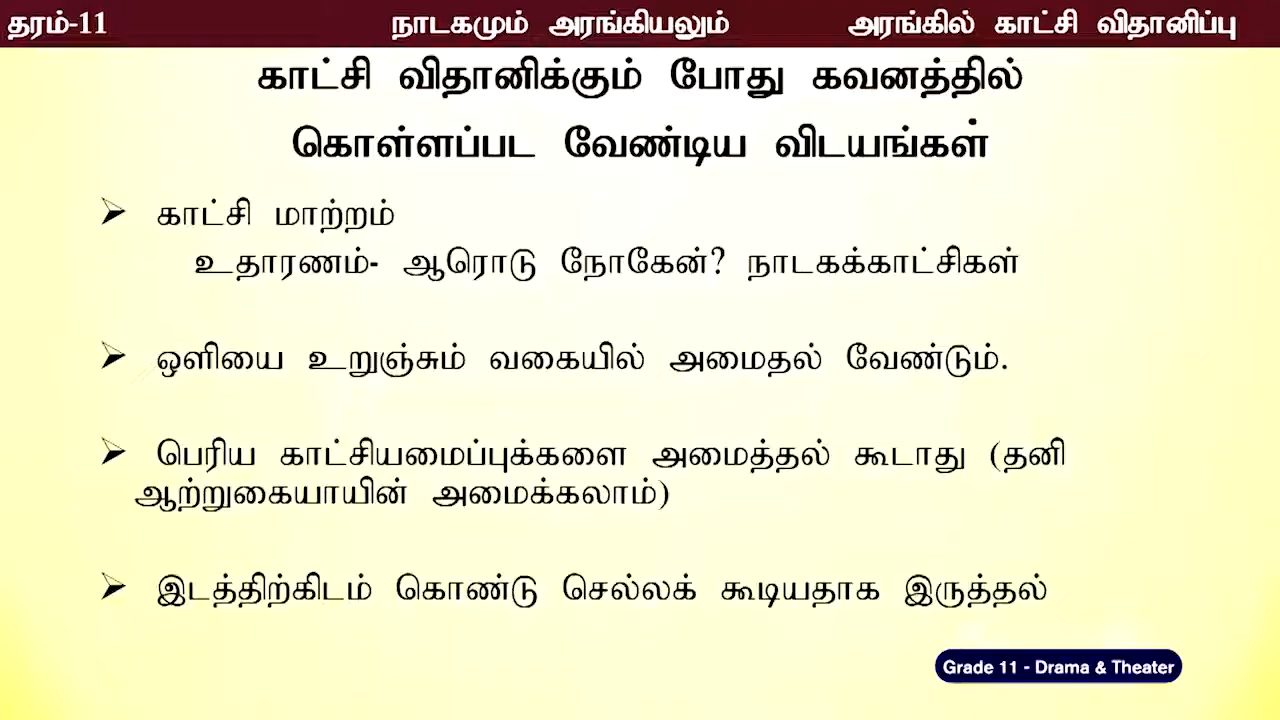 தரம்-11 நாடகமும் அரங்கியலும் அரங்கில் காட்சி விதானிப்பு
காட்சி விதானிக்கும் போது கவனத்தில்
கொள்ளப்பட வேண்டிய விடயங்கள்
➢ காட்சி மாற்றம்
உதாரணம்- ஆரொடு நோகேன்? நாடகக்காட்சிகள்
➢ ஒளியை உறுஞ்சும் வகையில் அமைதல் வேண்டும்.
➢ பெரிய காட்சியமைப்புக்களை அமைத்தல் கூடாது (தனி
ஆற்றுகையாயின் அமைக்கலாம்)
➢ இடத்திற்கிடம் கொண்டு செல்லக் கூடியதாக இருத்தல்
Grade 11 - Drama & Theater